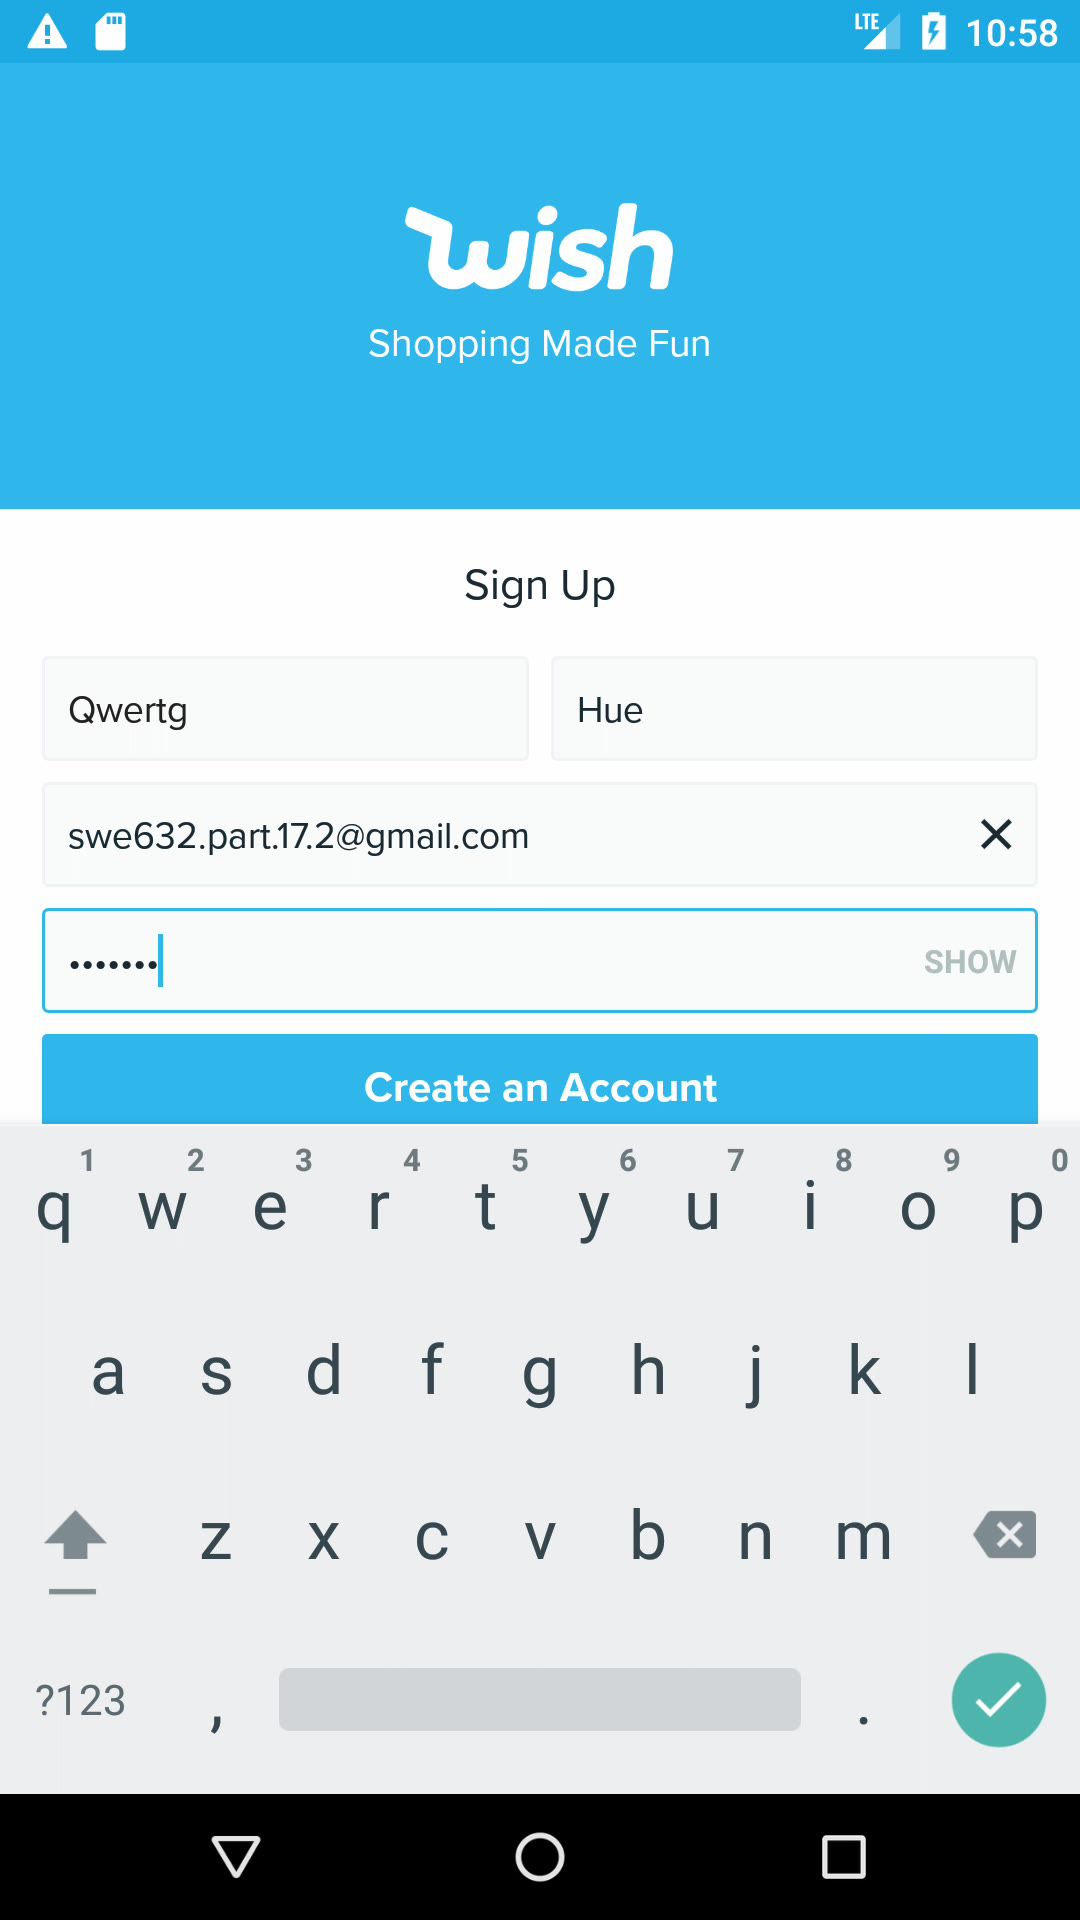 LTE 10:58
wish
Shopping Made Fun
Sign Up
Qwertg Hue
swe632.part.17.2@gmail.com
••••••• SHOW
Create an Account
1 2 3 4 5 6 7 8 9 0
q w e r t y u i o p
a s d f g h j k l
z x c v b n m
?123 , .